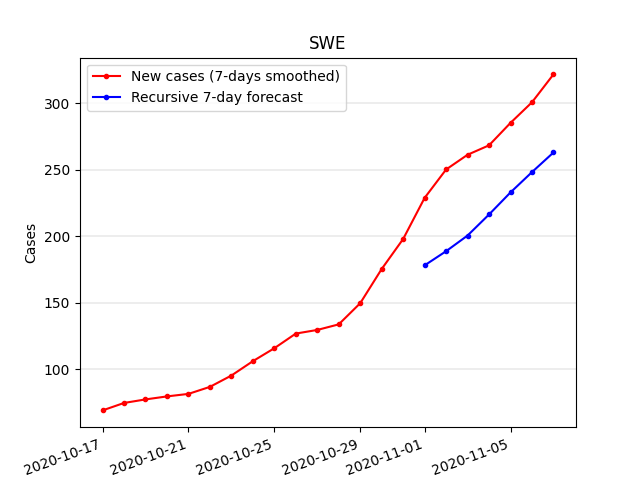 SWE
New cases (7-days smoothed)
Recursive 7-day forecast
Cases
300
250
200
150
100
2020-10-17
2020-10-21
2020-10-25
2020-10-29
2020-11-01
2020-11-05